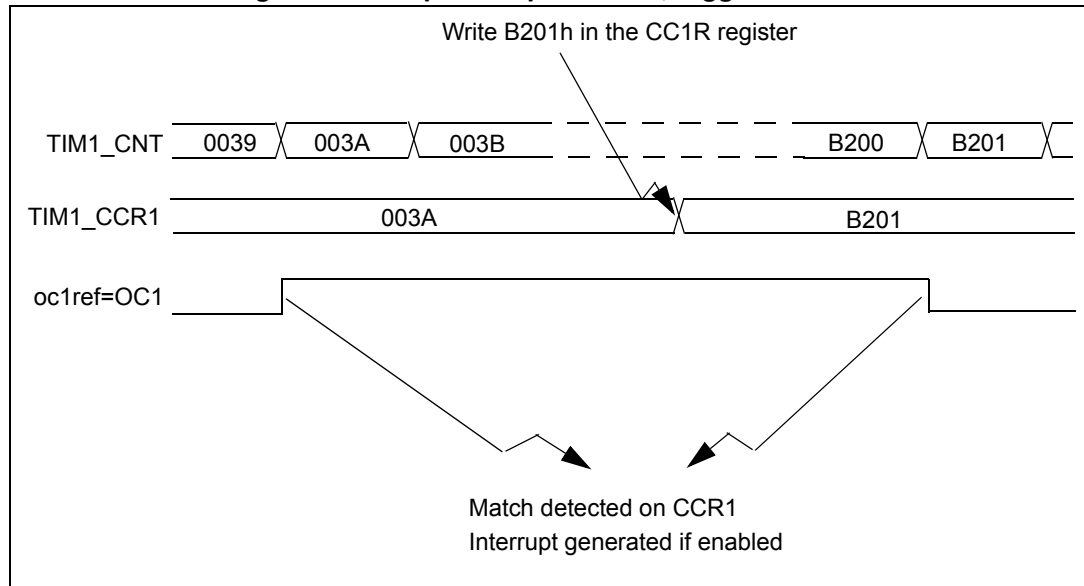 Write B201h in the CC1R register
TIM1_CNT 0039 003A 003B B200 B201
TIM1_CCR1 003A B201
oc1ref=OC1
Match detected on CCR1
Interrupt generated if enabled